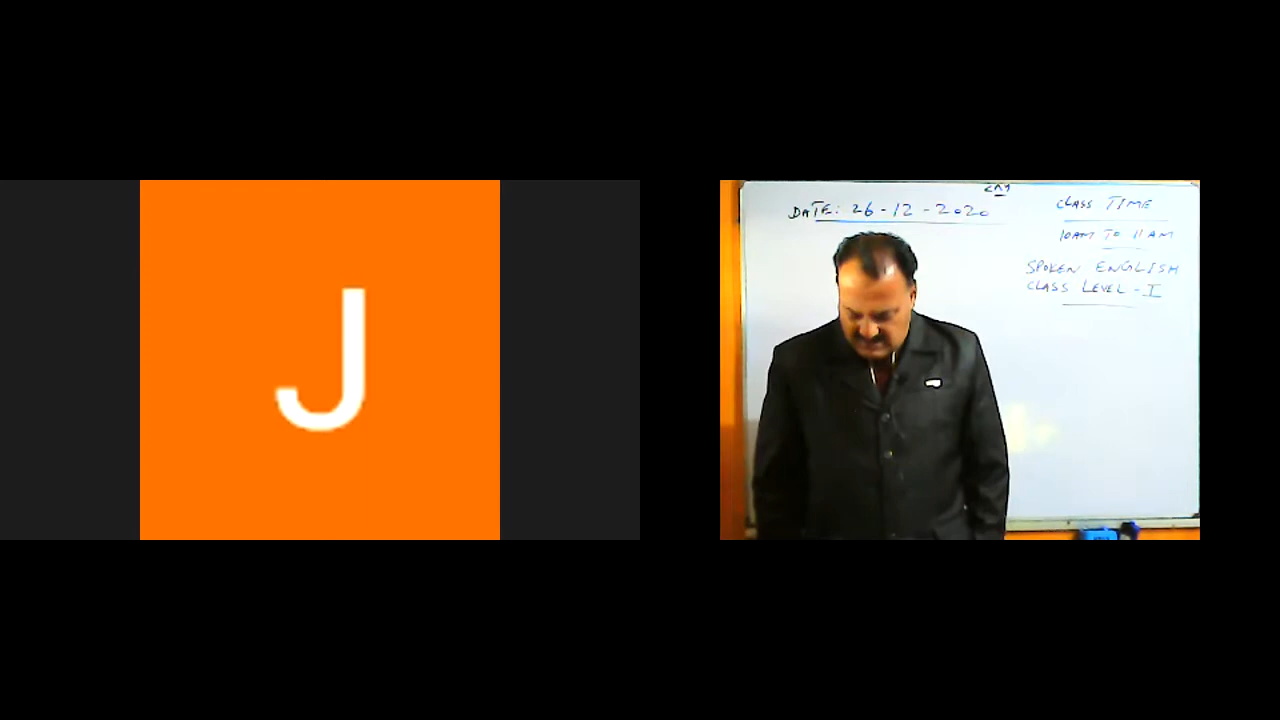 J
DATE: 26-12-2020
CLASS TIME
10AM TO 11AM
SPOKEN ENGLISH
CLASS LEVEL-I